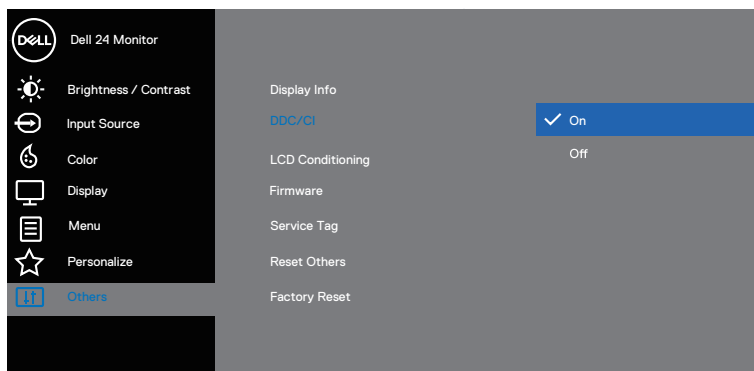 DELL
Dell 24 Monitor
Brightness / Contrast
Input Source
Color
Display
Menu
Personalize
Others
Display Info
DDC/CI
LCD Conditioning
Firmware
Service Tag
Reset Others
Factory Reset
On
Off